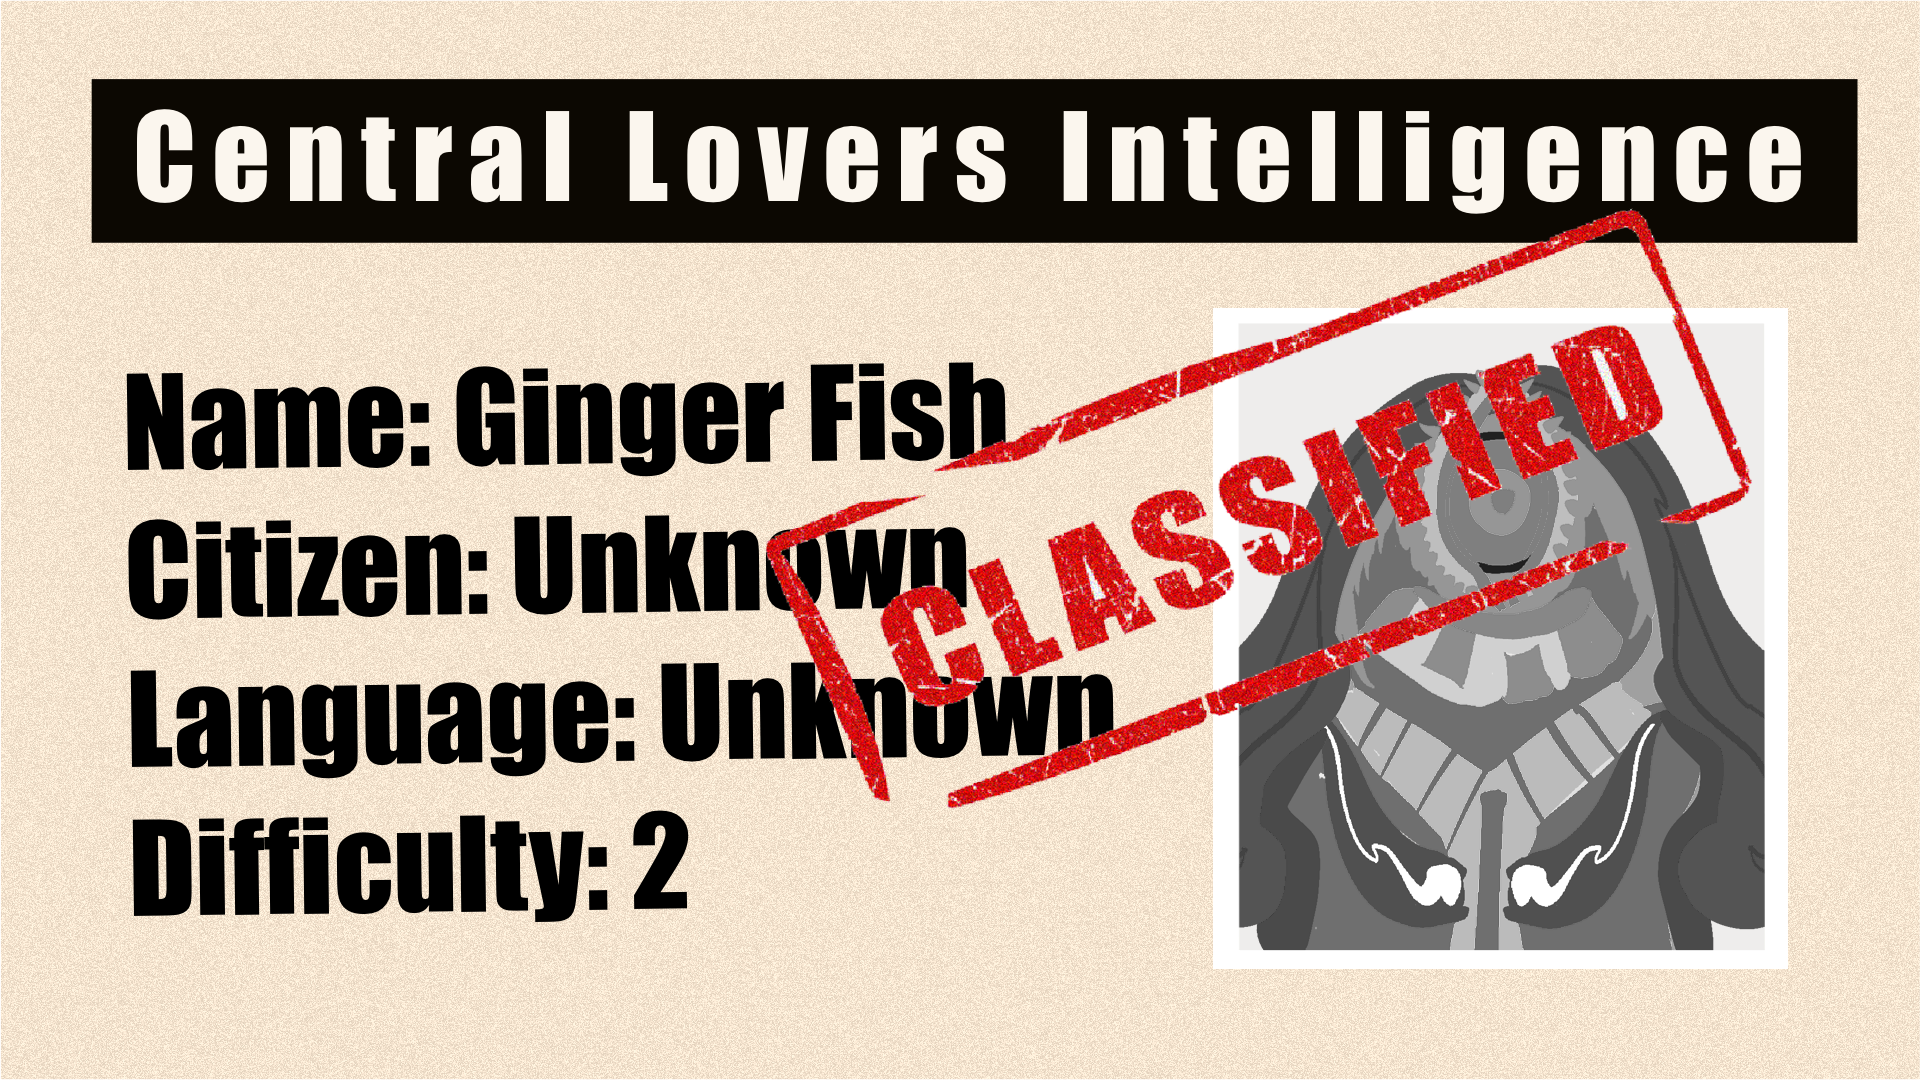 Central Lovers Intelligence
Name: Ginger Fish
Citizen: Unknown
Language: Unknown
Difficulty: 2
CLASSIFIED